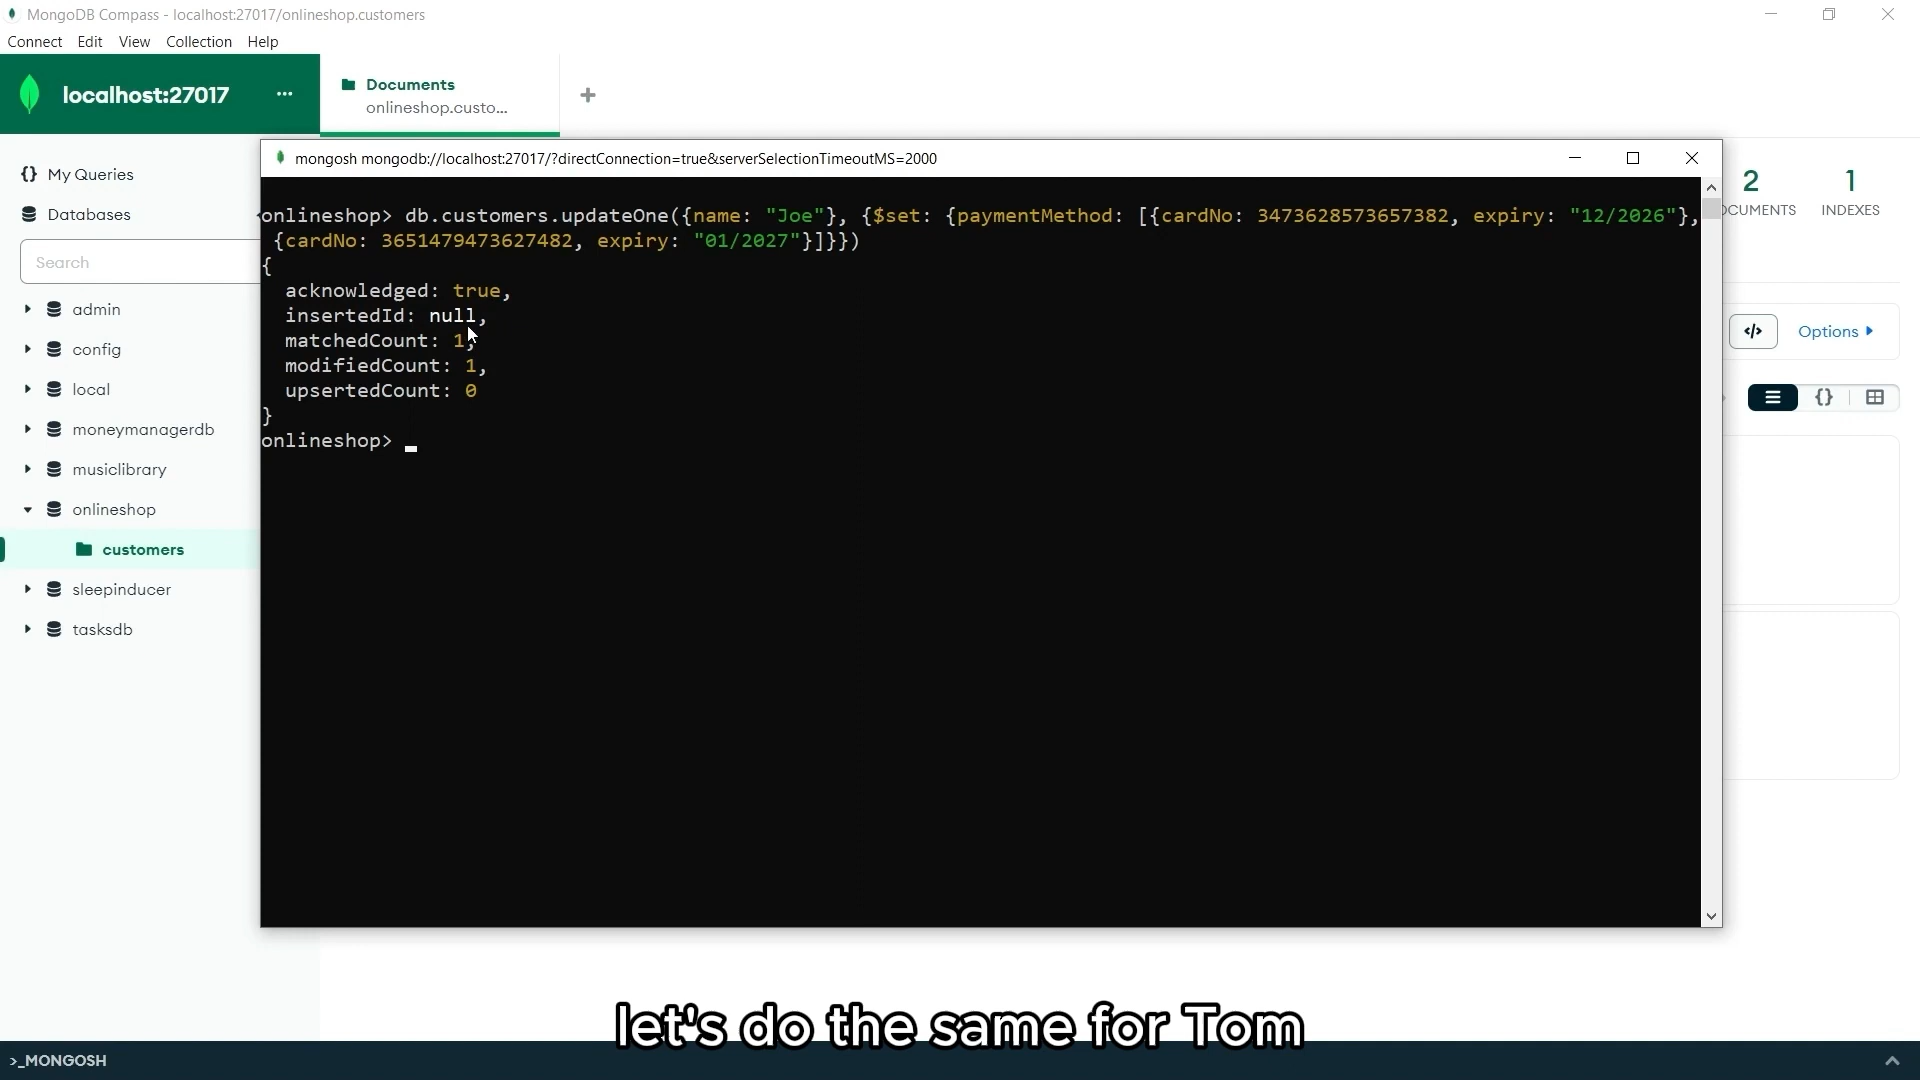 MongoDB Compass - localhost:27017/onlineshop.customers
Connect Edit View Collection Help
localhost:27017 ...
Documents
onlineshop.custo...
+
My Queries
Databases
Search
admin
config
local
moneymanagerdb
musiclibrary
onlineshop
customers
sleepinducer
tasksdb
mongosh mongodb://localhost:27017/?directConnection=true&serverSelectionTimeoutMS=2000
onlineshop> db.customers.updateOne({name: "Joe"}, {$set: {paymentMethod: [{cardNo: 3473628573657382, expiry: "12/2026"},
{cardNo: 3651479473627482, expiry: "01/2027"}]}})
{
acknowledged: true,
insertedId: null,
matchedCount: 1,
modifiedCount: 1,
upsertedCount: 0
}
onlineshop>
2 1
INDEXES
</> Options
{}
let's do the same for Tom
>_MONGOSH